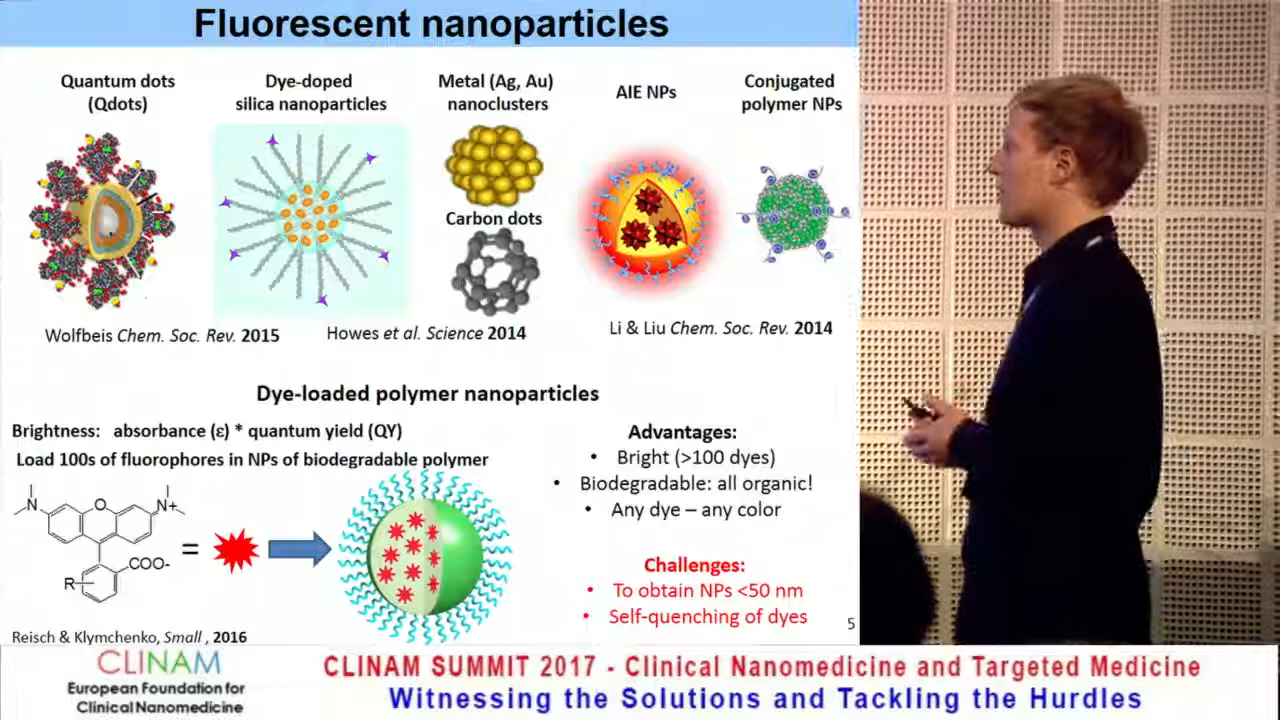 Fluorescent nanoparticles
Quantum dots
(Qdots)
Dye-doped
silica nanoparticles
Metal (Ag, Au)
nanoclusters
AIE NPs
Conjugated
polymer NPs
Carbon dots
Wolfbeis Chem. Soc. Rev. 2015
Howes et al. Science 2014
Li & Liu Chem. Soc. Rev. 2014
Dye-loaded polymer nanoparticles
Brightness: absorbance (ε) * quantum yield (QY)
Load 100s of fluorophores in NPs of biodegradable polymer
N
O
N+
COO-
R
=
Advantages:
• Bright (>100 dyes)
• Biodegradable: all organic!
• Any dye – any color
Challenges:
• To obtain NPs <50 nm
• Self-quenching of dyes
Reisch & Klymchenko, Small , 2016
5
CLINAM
European Foundation for
Clinical Nanomedicine
CLINAM SUMMIT 2017 - Clinical Nanomedicine and Targeted Medicine
Witnessing the Solutions and Tackling the Hurdles